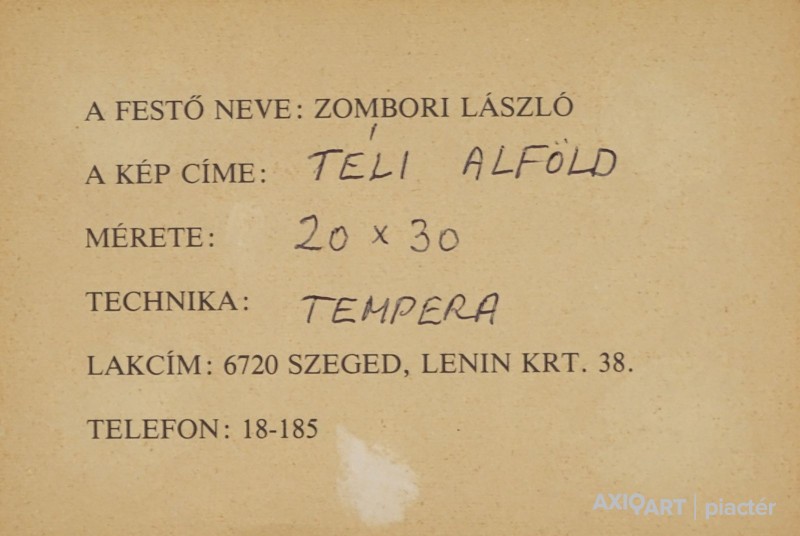 A FESTŐ NEVE: ZOMBORI LÁSZLÓ
A KÉP CÍME: TÉLI ALFÖLD
MÉRETE: 20 x 30
TECHNIKA: TEMPERA
LAKCÍM: 6720 SZEGED, LENIN KRT. 38.
TELEFON: 18-185
AXIOART | piactér